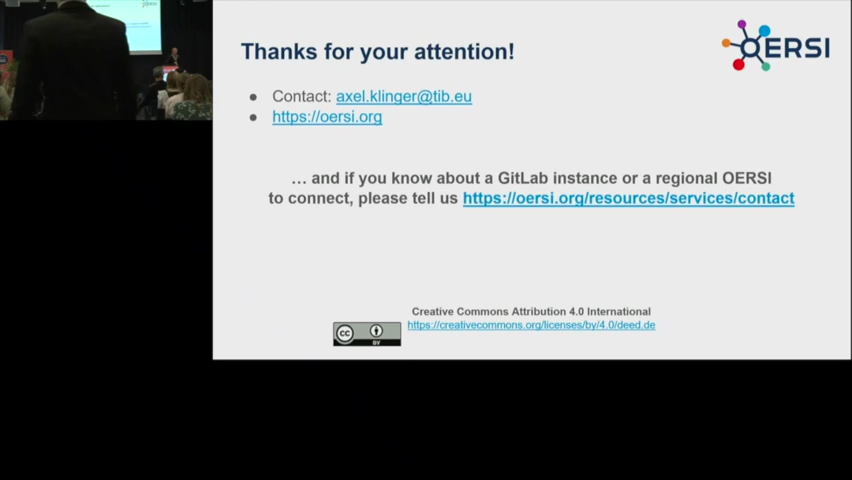 Thanks for your attention!
OERSI
● Contact: axel.klinger@tib.eu
● https://oersi.org
… and if you know about a GitLab instance or a regional OERSI
to connect, please tell us https://oersi.org/resources/services/contact
Creative Commons Attribution 4.0 International
https://creativecommons.org/licenses/by/4.0/deed.de
cc
BY